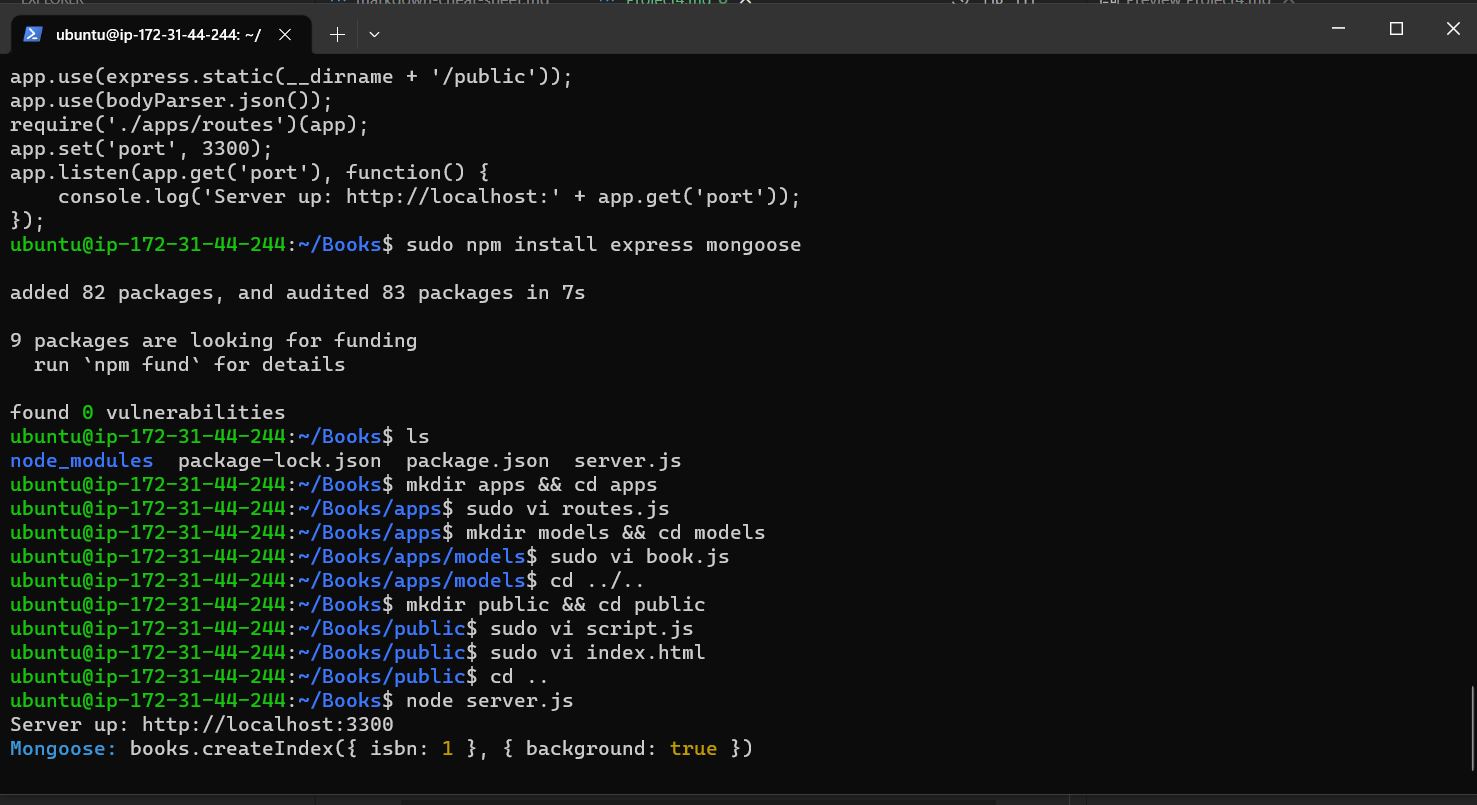 ubuntu@ip-172-31-44-244: ~/
app.use(express.static(__dirname + '/public'));
app.use(bodyParser.json());
require('./apps/routes')(app);
app.set('port', 3300);
app.listen(app.get('port'), function() {
    console.log('Server up: http://localhost:' + app.get('port'));
});
ubuntu@ip-172-31-44-244:~/Books$ sudo npm install express mongoose
added 82 packages, and audited 83 packages in 7s
9 packages are looking for funding
  run `npm fund` for details
found 0 vulnerabilities
ubuntu@ip-172-31-44-244:~/Books$ ls
node_modules  package-lock.json  package.json  server.js
ubuntu@ip-172-31-44-244:~/Books$ mkdir apps && cd apps
ubuntu@ip-172-31-44-244:~/Books/apps$ sudo vi routes.js
ubuntu@ip-172-31-44-244:~/Books/apps$ mkdir models && cd models
ubuntu@ip-172-31-44-244:~/Books/apps/models$ sudo vi book.js
ubuntu@ip-172-31-44-244:~/Books/apps/models$ cd ../..
ubuntu@ip-172-31-44-244:~/Books$ mkdir public && cd public
ubuntu@ip-172-31-44-244:~/Books/public$ sudo vi script.js
ubuntu@ip-172-31-44-244:~/Books/public$ sudo vi index.html
ubuntu@ip-172-31-44-244:~/Books/public$ cd ..
ubuntu@ip-172-31-44-244:~/Books$ node server.js
Server up: http://localhost:3300
Mongoose: books.createIndex({ isbn: 1 }, { background: true })